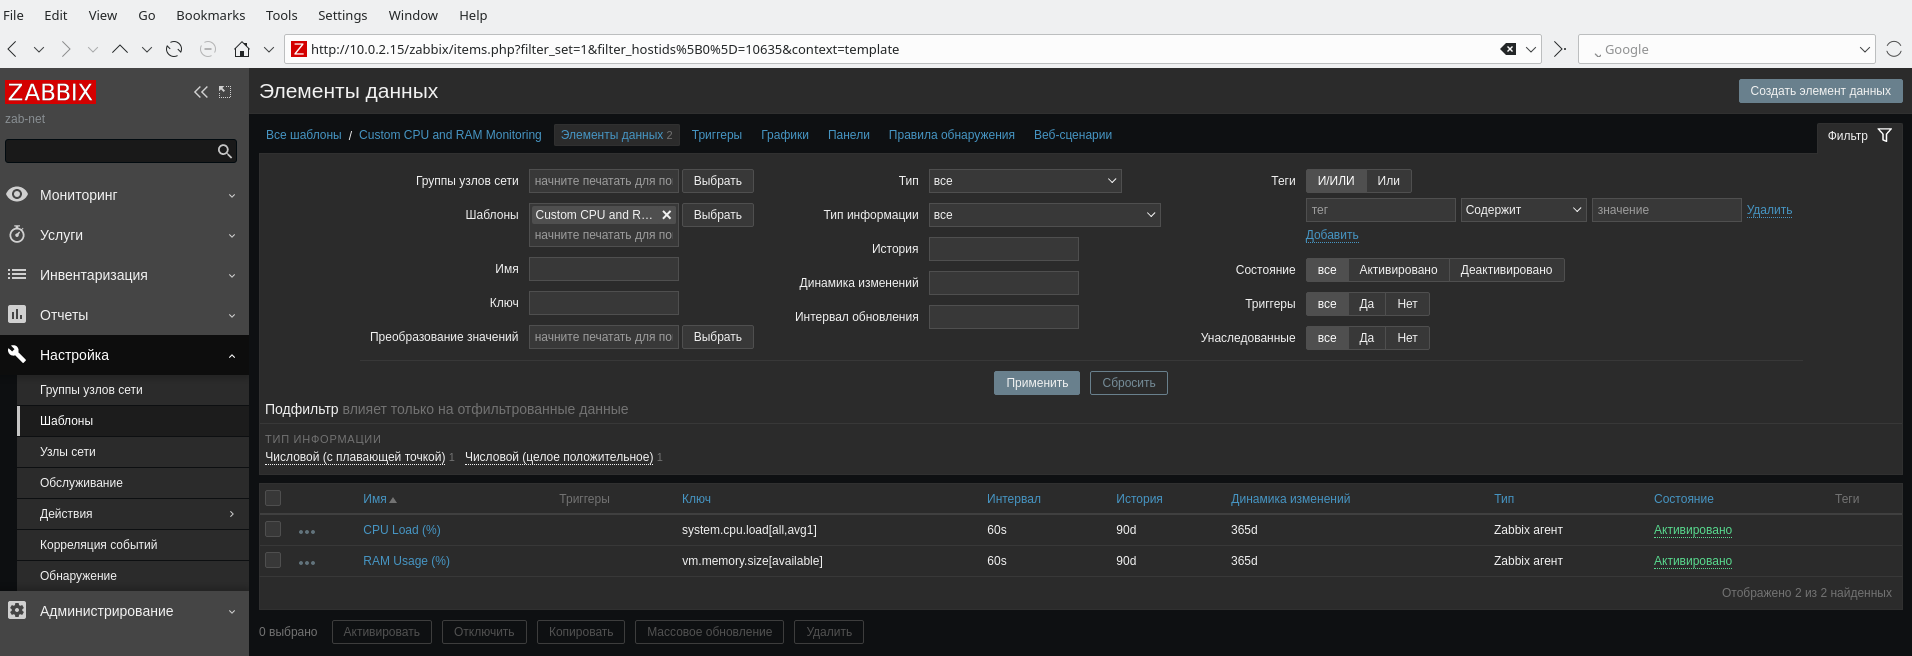 File Edit View Go Bookmarks Tools Settings Window Help
http://10.0.2.15/zabbix/items.php?filter_set=1&filter_hostids%5B0%5D=10635&context=template
Google
ZABBIX
zab-net
Мониторинг
Услуги
Инвентаризация
Отчеты
Настройка
Группы узлов сети
Шаблоны
Узлы сети
Обслуживание
Действия
Корреляция событий
Обнаружение
Администрирование
Элементы данных
Создать элемент данных
Все шаблоны / Custom CPU and RAM Monitoring Элементы данных 2 Триггеры Графики Панели Правила обнаружения Веб-сценарии
Фильтр
Группы узлов сети начните печатать для по Выбрать
Шаблоны Custom CPU and R... Выбрать
начните печатать для по
Имя
Ключ
Преобразование значений начните печатать для по Выбрать
Тип все
Тип информации все
История
Динамика изменений
Интервал обновления
Теги И/ИЛИ Или
тег Содержит значение Удалить
Добавить
Состояние все Активировано Деактивировано
Триггеры все Да Нет
Унаследованные все Да Нет
Применить Сбросить
Подфильтр влияет только на отфильтрованные данные
ТИП ИНФОРМАЦИИ
Числовой (с плавающей точкой) 1 Числовой (целое положительное) 1
Имя Триггеры Ключ Интервал История Динамика изменений Тип Состояние Теги
CPU Load (%) system.cpu.load[all,avg1] 60s 90d 365d Zabbix агент Активировано
RAM Usage (%) vm.memory.size[available] 60s 90d 365d Zabbix агент Активировано
Отображено 2 из 2 найденных
0 выбрано Активировать Отключить Копировать Массовое обновление Удалить